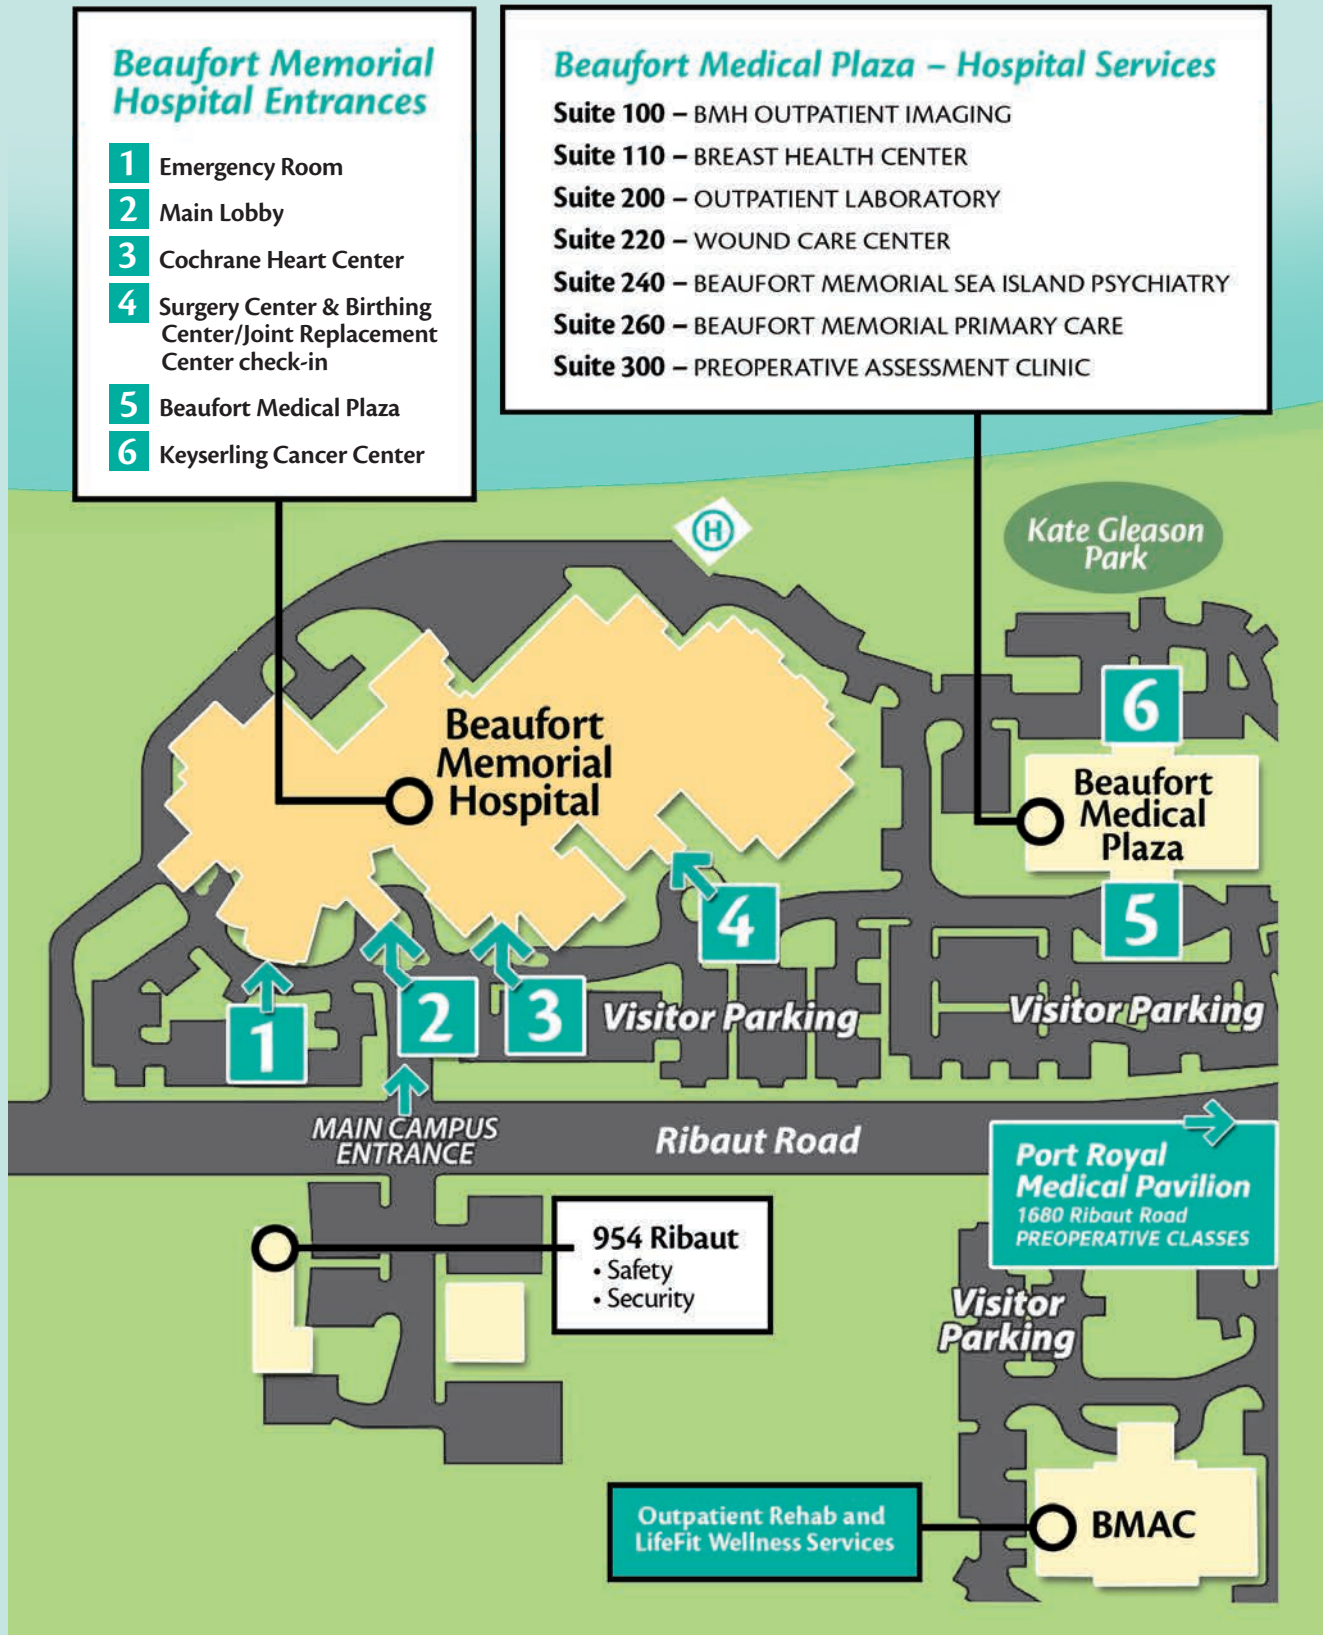 Beaufort Memorial
Hospital Entrances
1 Emergency Room
2 Main Lobby
3 Cochrane Heart Center
4 Surgery Center & Birthing
Center/Joint Replacement
Center check-in
5 Beaufort Medical Plaza
6 Keyserling Cancer Center
Beaufort Medical Plaza – Hospital Services
Suite 100 – BMH OUTPATIENT IMAGING
Suite 110 – BREAST HEALTH CENTER
Suite 200 – OUTPATIENT LABORATORY
Suite 220 – WOUND CARE CENTER
Suite 240 – BEAUFORT MEMORIAL SEA ISLAND PSYCHIATRY
Suite 260 – BEAUFORT MEMORIAL PRIMARY CARE
Suite 300 – PREOPERATIVE ASSESSMENT CLINIC
H
Kate Gleason
Park
6
Beaufort
Memorial
Hospital
Beaufort
Medical
Plaza
5
4
3
2
1
Visitor Parking
Visitor Parking
MAIN CAMPUS
ENTRANCE
Ribaut Road
Port Royal
Medical Pavilion
1680 Ribaut Road
PREOPERATIVE CLASSES
954 Ribaut
• Safety
• Security
Visitor
Parking
Outpatient Rehab and
LifeFit Wellness Services
BMAC